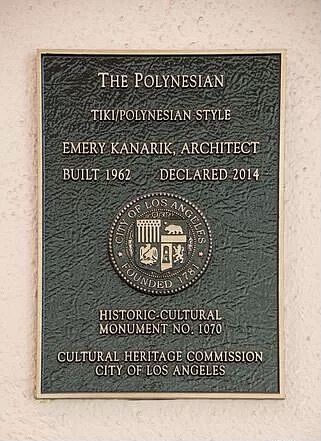 THE POLYNESIAN
TIKI/POLYNESIAN STYLE
EMERY KANARIK, ARCHITECT
BUILT 1962 DECLARED 2014
CITY OF LOS ANGELES
FOUNDED 1781
HISTORIC-CULTURAL
MONUMENT NO. 1070
CULTURAL HERITAGE COMMISSION
CITY OF LOS ANGELES